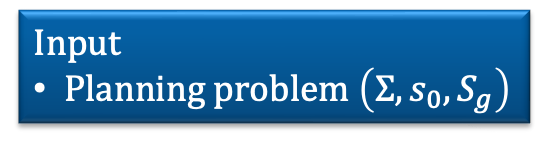 Input
• Planning problem (Σ, s₀, S_g)